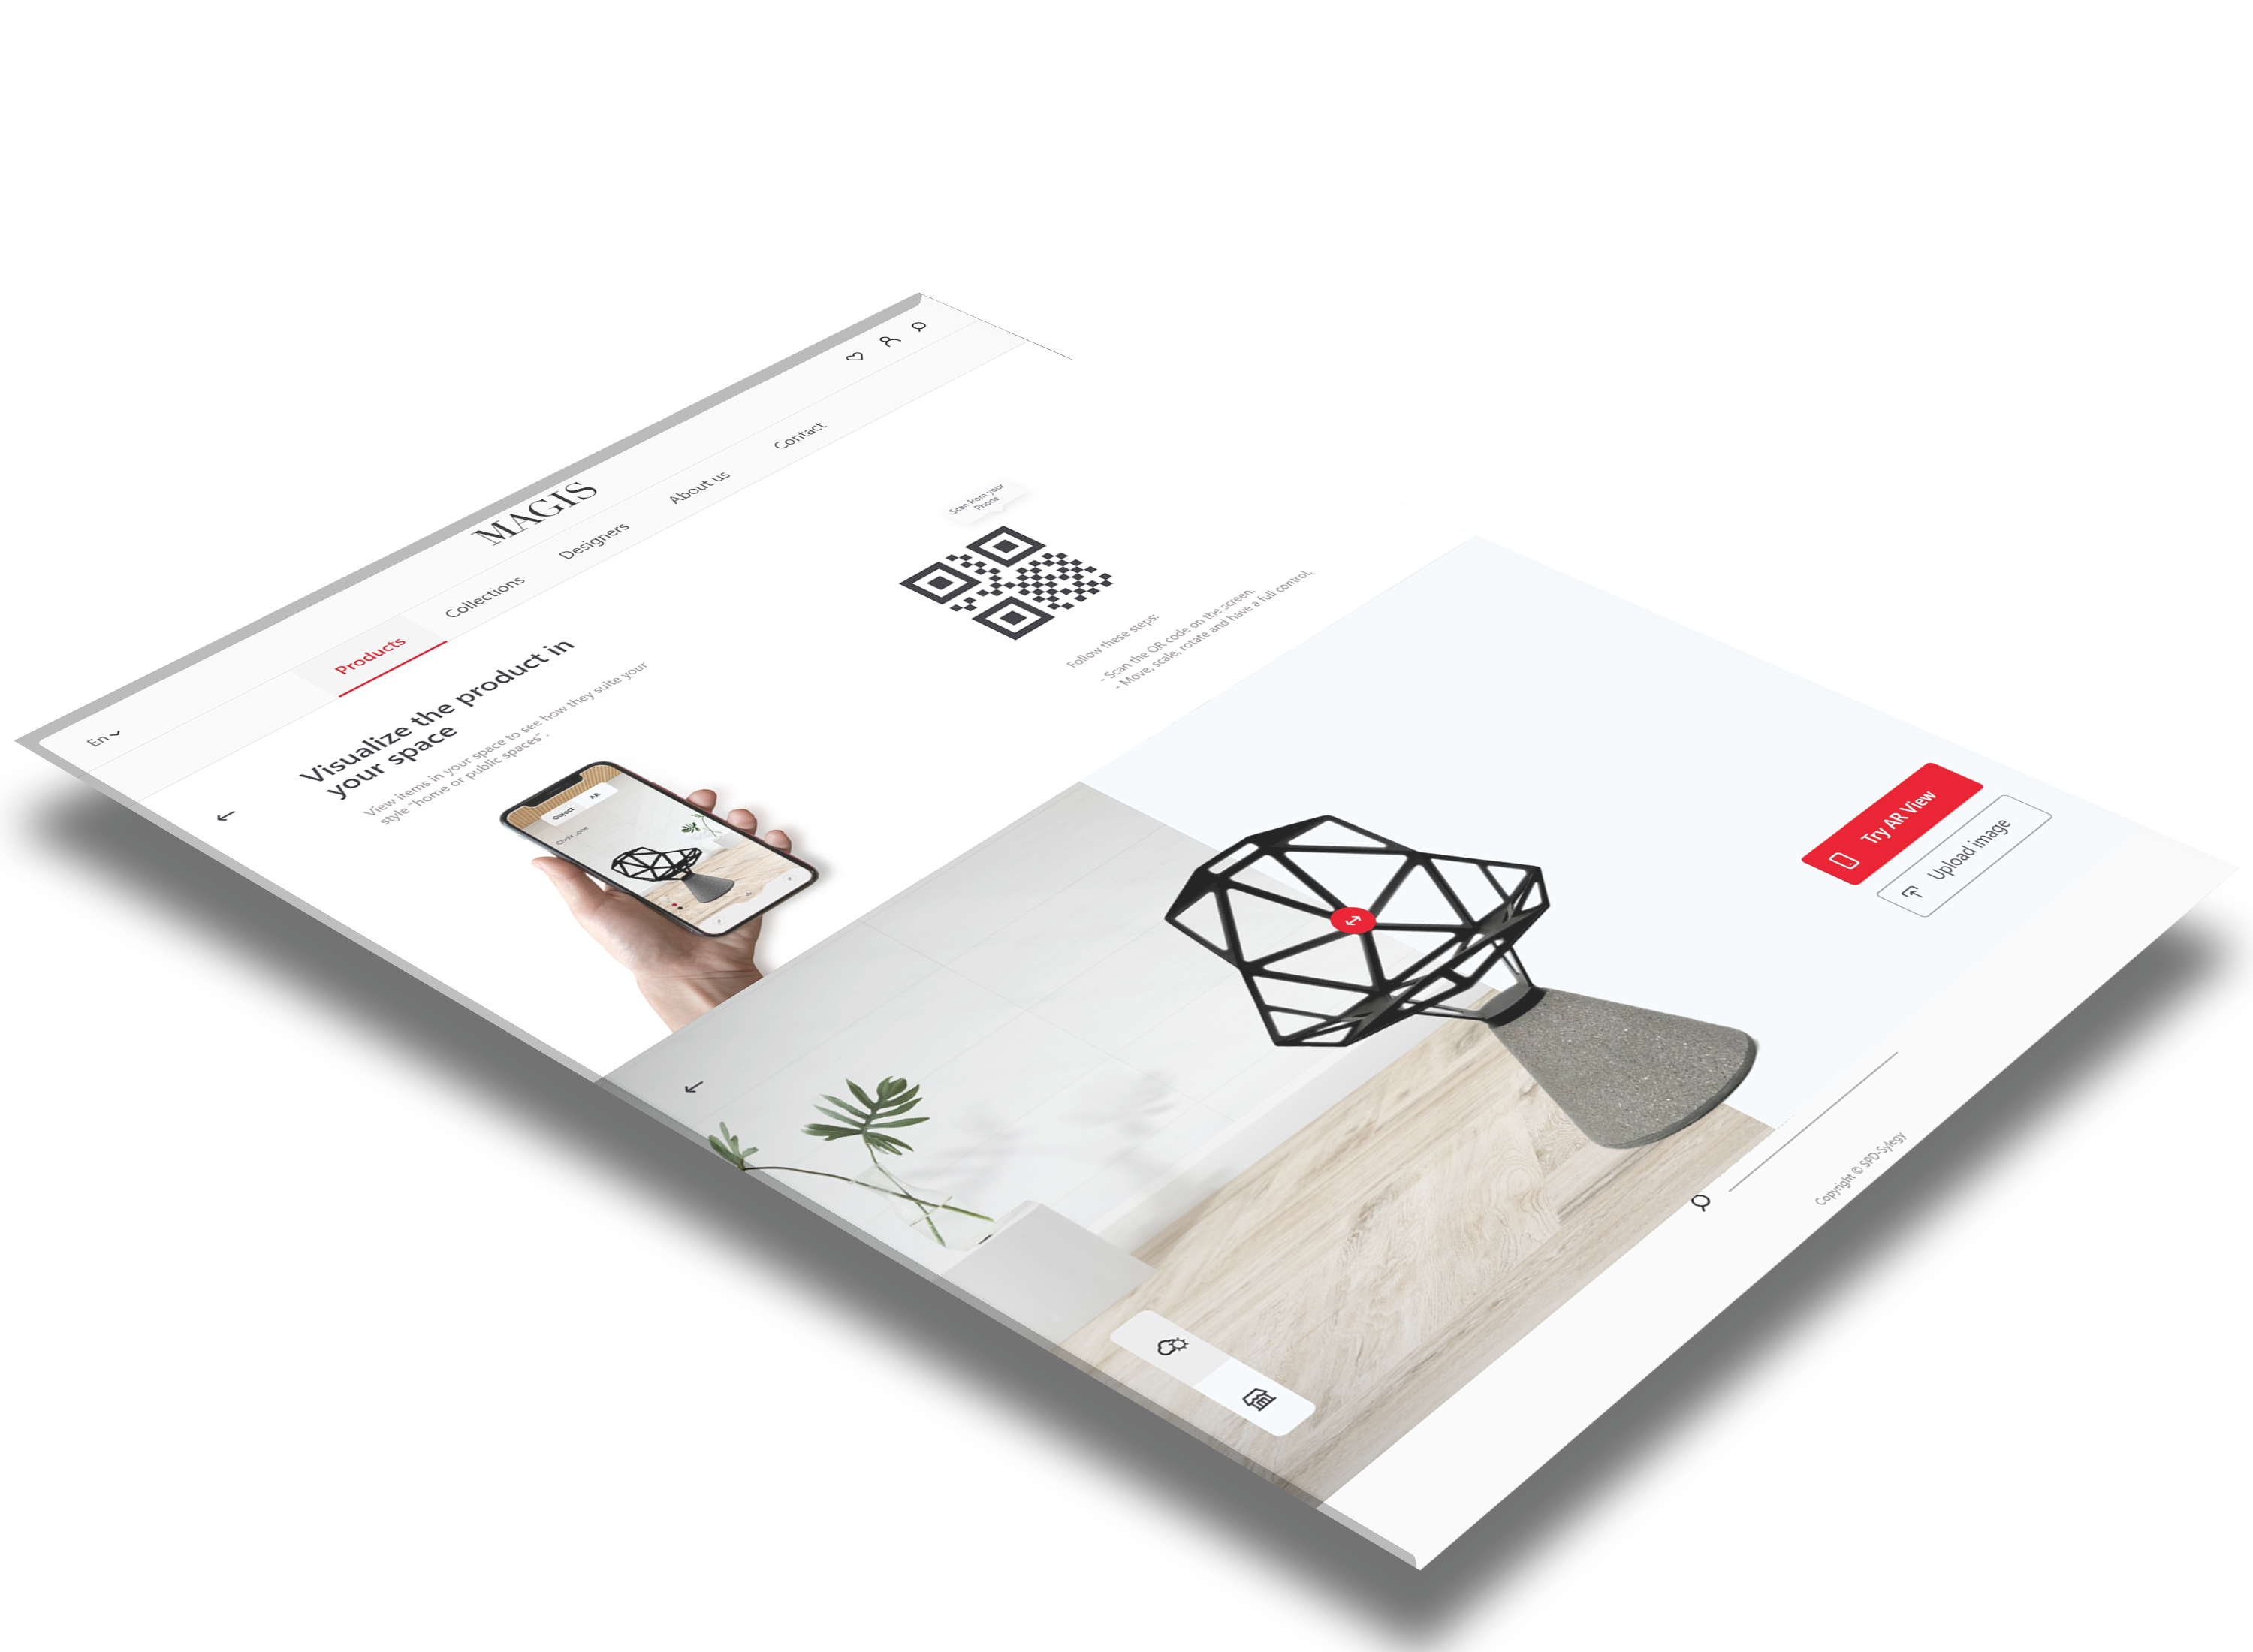 En
MAGIS
Products
Collections
Designers
About us
Contact
Visualize the product in
your space
View items in your space to see how they suite your
style "home or public spaces".
Object
AR
Chair_one
Scan from your
Phone
Follow these steps:
- Scan the QR code on the screen.
- Move, scale, rotate and have a full control.
Try AR View
Upload image
Copyright © SPD-Sylegy